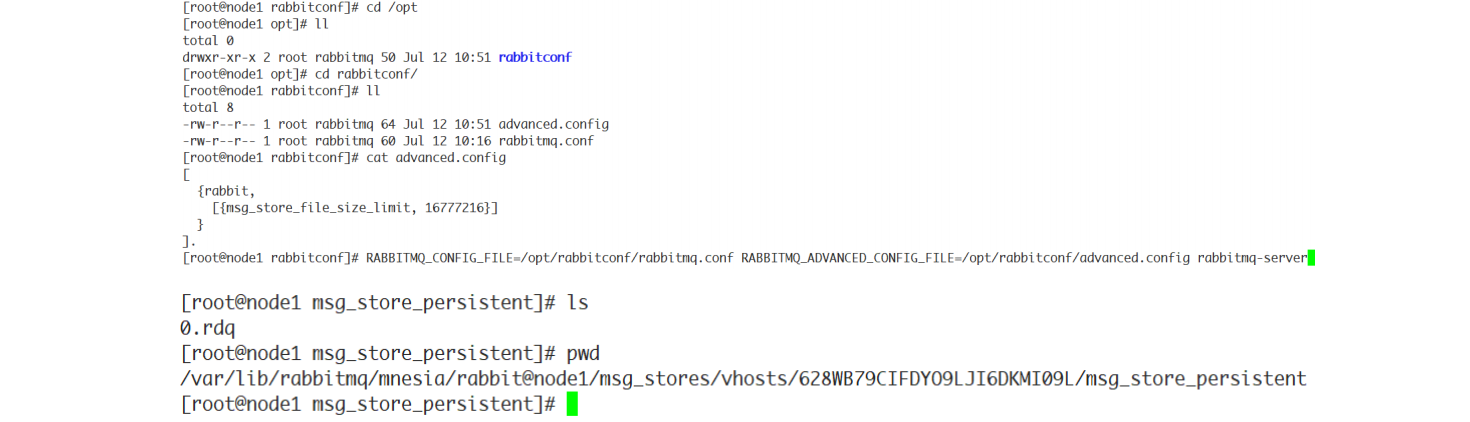 [root@node1 rabbitconf]# cd /opt
[root@node1 opt]# ll
total 0
drwxr-xr-x 2 root rabbitmq 50 Jul 12 10:51 rabbitconf
[root@node1 opt]# cd rabbitconf/
[root@node1 rabbitconf]# ll
total 8
-rw-r--r-- 1 root rabbitmq 64 Jul 12 10:51 advanced.config
-rw-r--r-- 1 root rabbitmq 60 Jul 12 10:16 rabbitmq.conf
[root@node1 rabbitconf]# cat advanced.config
[
  {rabbit,
    [{msg_store_file_size_limit, 16777216}]
  }
].
[root@node1 rabbitconf]# RABBITMQ_CONFIG_FILE=/opt/rabbitconf/rabbitmq.conf RABBITMQ_ADVANCED_CONFIG_FILE=/opt/rabbitconf/advanced.config rabbitmq-server
[root@node1 msg_store_persistent]# ls
0.rdq
[root@node1 msg_store_persistent]# pwd
/var/lib/rabbitmq/mnesia/rabbit@node1/msg_stores/vhosts/628WB79CIFDYO9LJI6DKMI09L/msg_store_persistent
[root@node1 msg_store_persistent]#